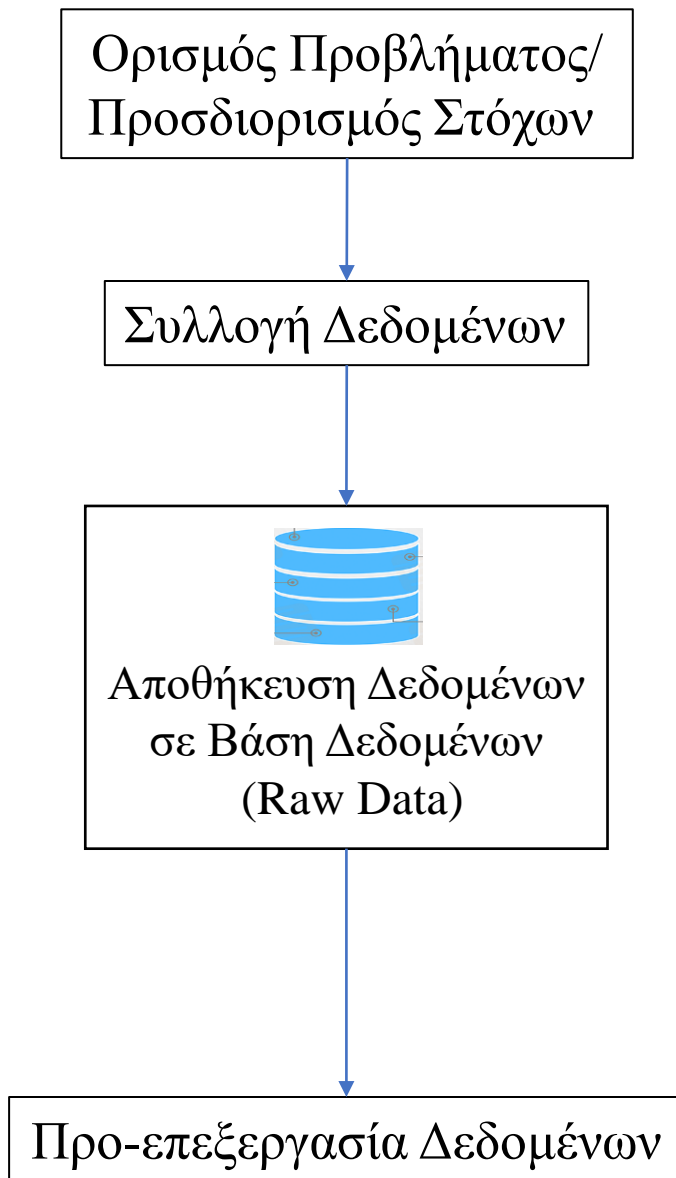 Ορισμός Προβλήματος/
Προσδιορισμός Στόχων
Συλλογή Δεδομένων
Αποθήκευση Δεδομένων
σε Βάση Δεδομένων
(Raw Data)
Προ-επεξεργασία Δεδομένων